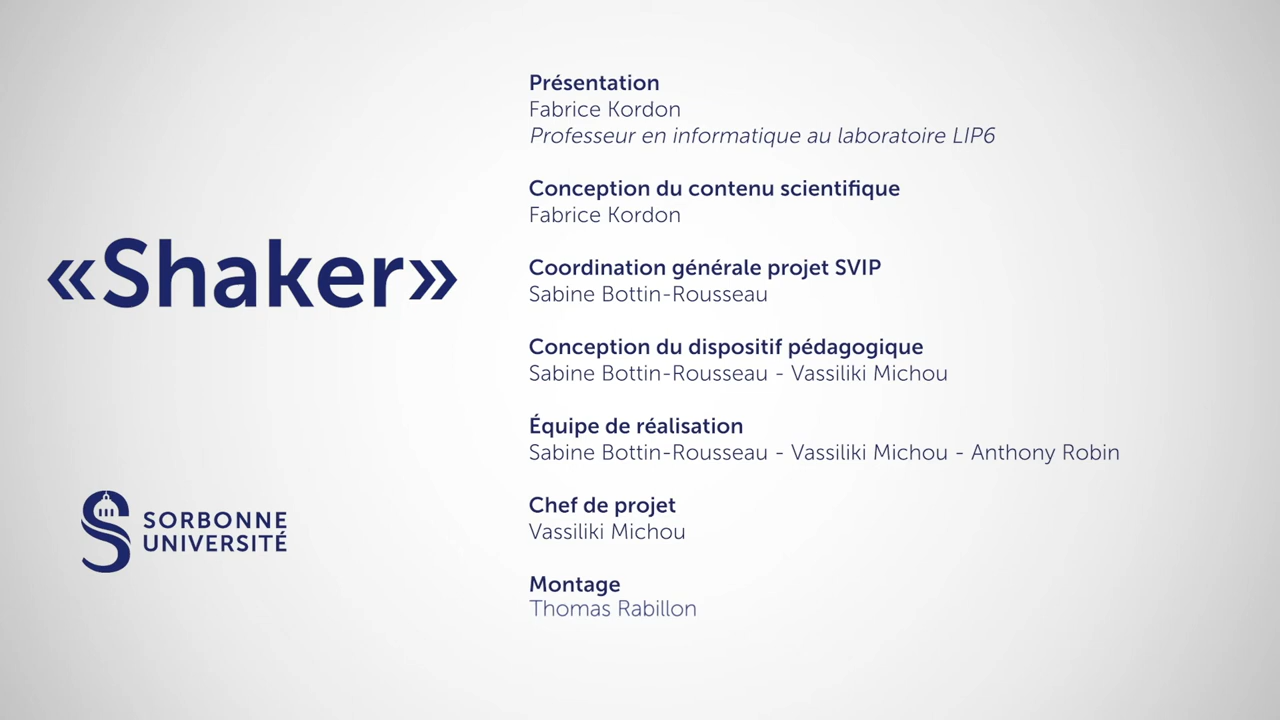 «Shaker»
SORBONNE
UNIVERSITÉ
Présentation
Fabrice Kordon
Professeur en informatique au laboratoire LIP6
Conception du contenu scientifique
Fabrice Kordon
Coordination générale projet SVIP
Sabine Bottin-Rousseau
Conception du dispositif pédagogique
Sabine Bottin-Rousseau - Vassiliki Michou
Équipe de réalisation
Sabine Bottin-Rousseau - Vassiliki Michou - Anthony Robin
Chef de projet
Vassiliki Michou
Montage
Thomas Rabillon